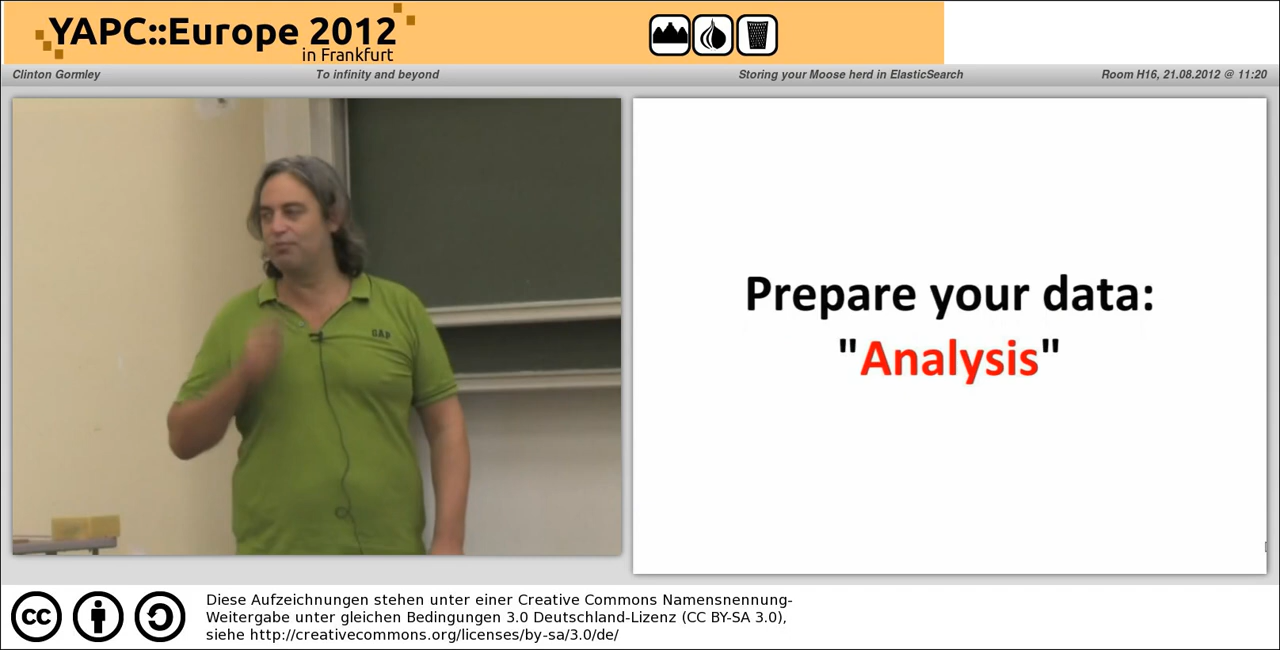 YAPC::Europe 2012
in Frankfurt
Clinton Gormley To infinity and beyond Storing your Moose herd in ElasticSearch Room H16, 21.08.2012 @ 11:20
GAP
Prepare your data:
"Analysis"
cc
Diese Aufzeichnungen stehen unter einer Creative Commons Namensnennung-
Weitergabe unter gleichen Bedingungen 3.0 Deutschland-Lizenz (CC BY-SA 3.0),
siehe http://creativecommons.org/licenses/by-sa/3.0/de/